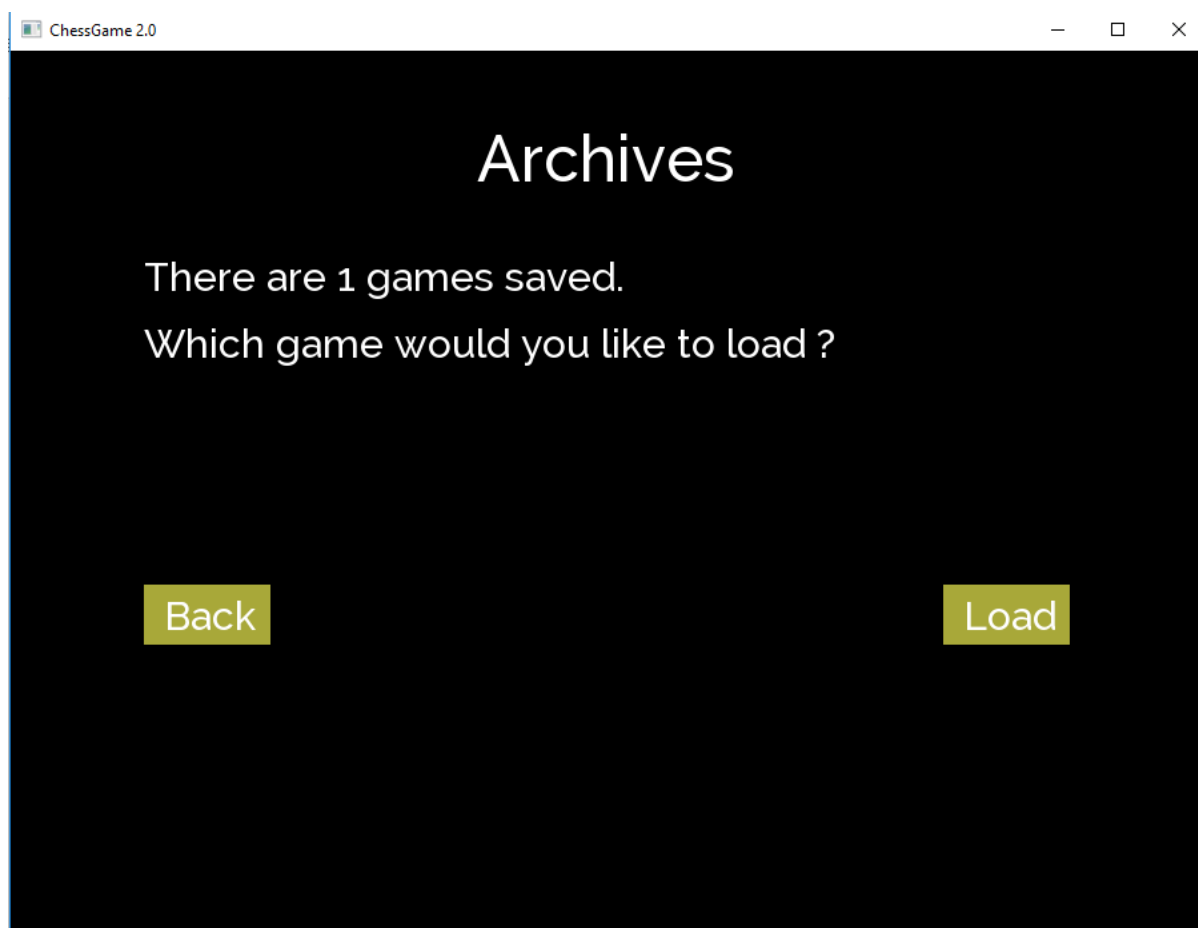 ChessGame 2.0
Archives
There are 1 games saved.
Which game would you like to load ?
Back
Load